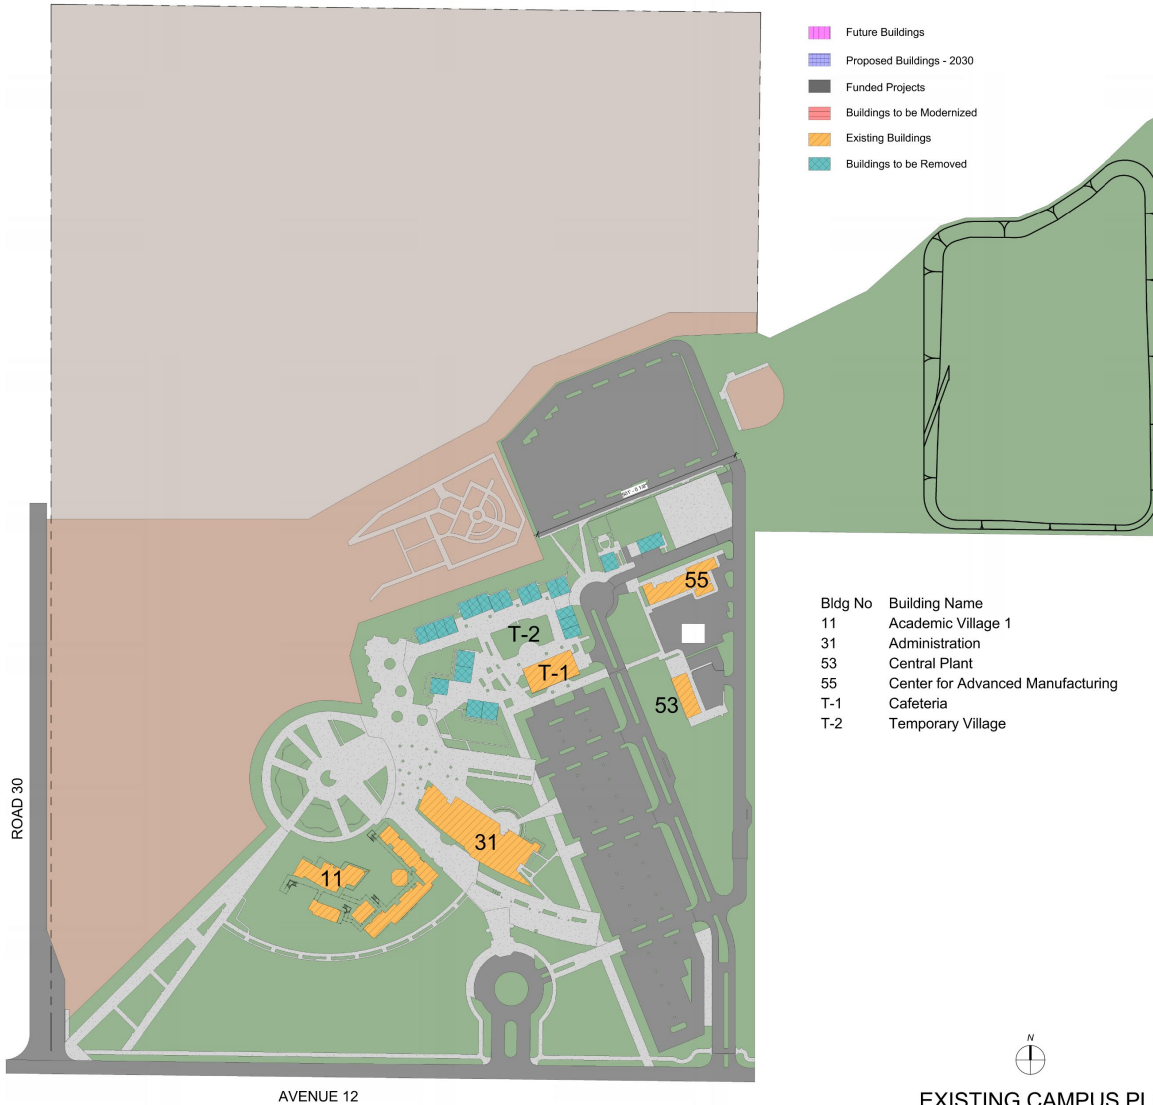 Future Buildings
Proposed Buildings - 2030
Funded Projects
Buildings to be Modernized
Existing Buildings
Buildings to be Removed
55
T-2
T-1
53
Bldg No Building Name
11 Academic Village 1
31 Administration
53 Central Plant
55 Center for Advanced Manufacturing
T-1 Cafeteria
T-2 Temporary Village
ROAD 30
31
11
N
AVENUE 12
EXISTING CAMPUS PL